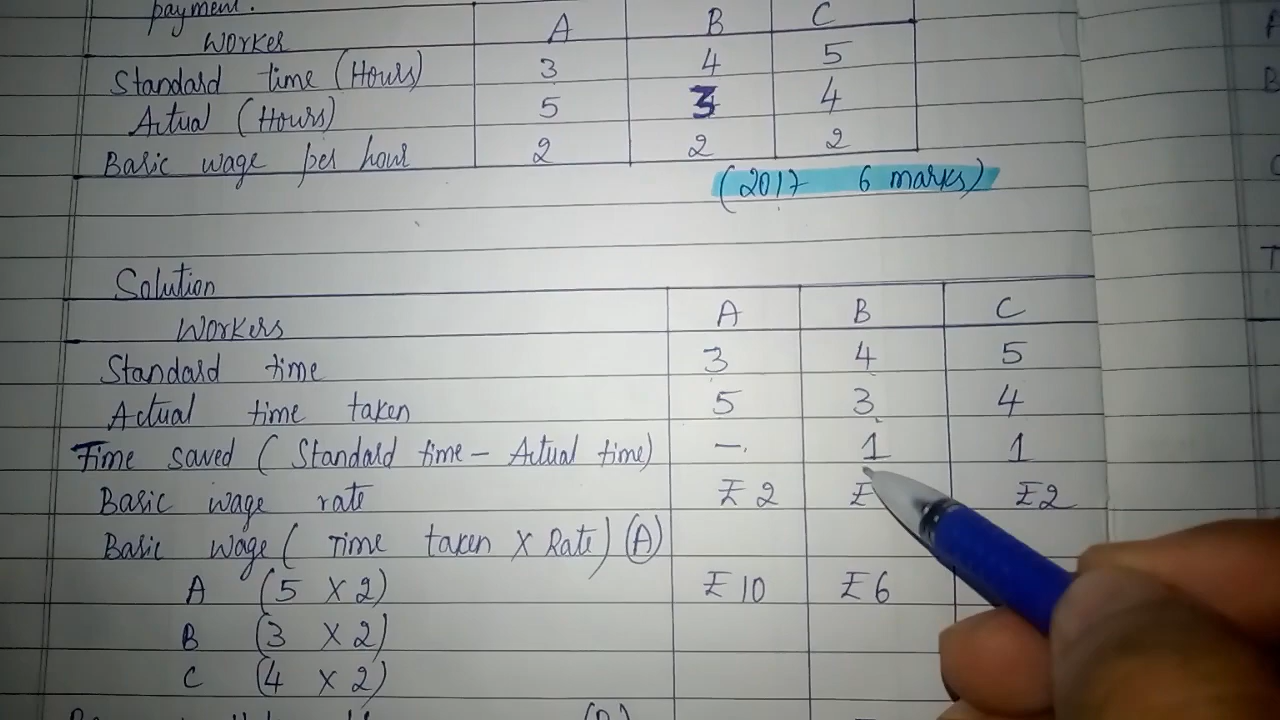 payment.
Worker A B C
Standard time (Hours) 3 4 5
Actual (Hours) 5 3 4
Basic wage per hour 2 2 2
(2017 6 marks)
Solution
Workers A B C
Standard time 3 4 5
Actual time taken 5 3 4
Time saved ( Standard time - Actual time) - 1 1
Basic wage rate ₹ 2 ₹ ₹2
Basic wage ( Time taken X Rate) (A)
A (5 X 2) ₹ 10 ₹ 6
B (3 X 2)
C (4 X 2)